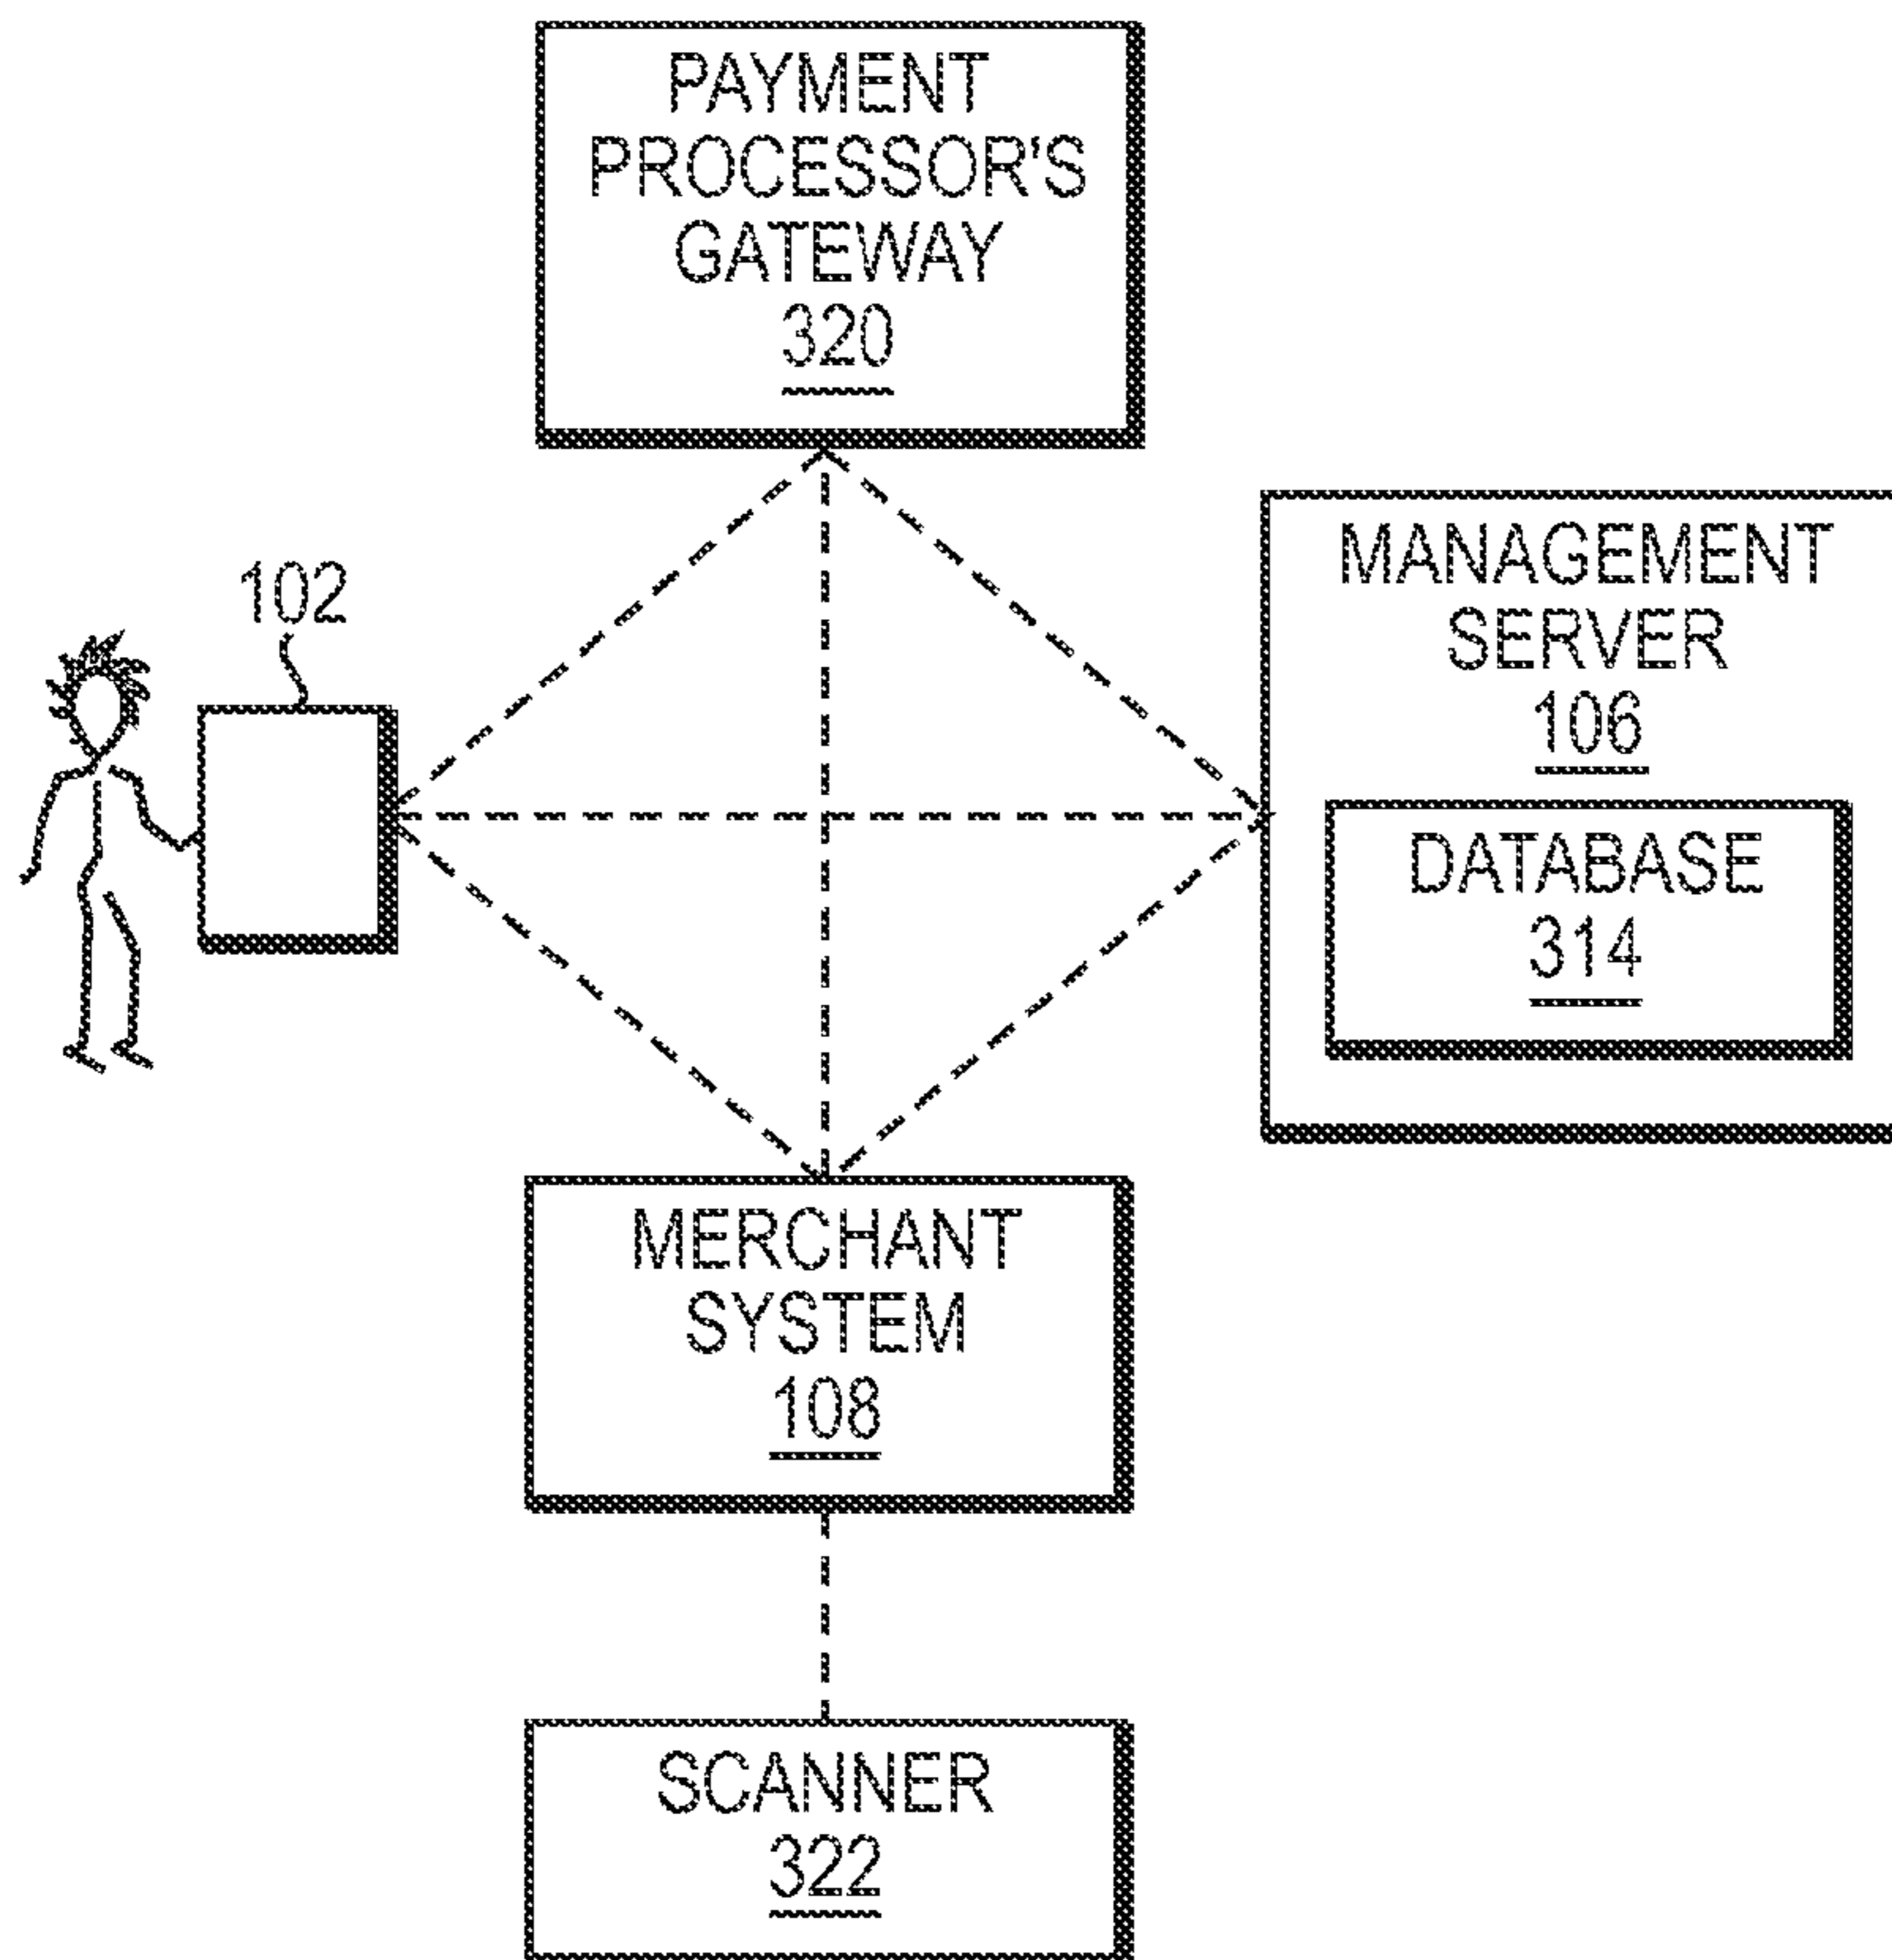 PAYMENT
PROCESSOR'S
GATEWAY
320
102
MANAGEMENT
SERVER
106
DATABASE
314
MERCHANT
SYSTEM
108
SCANNER
322